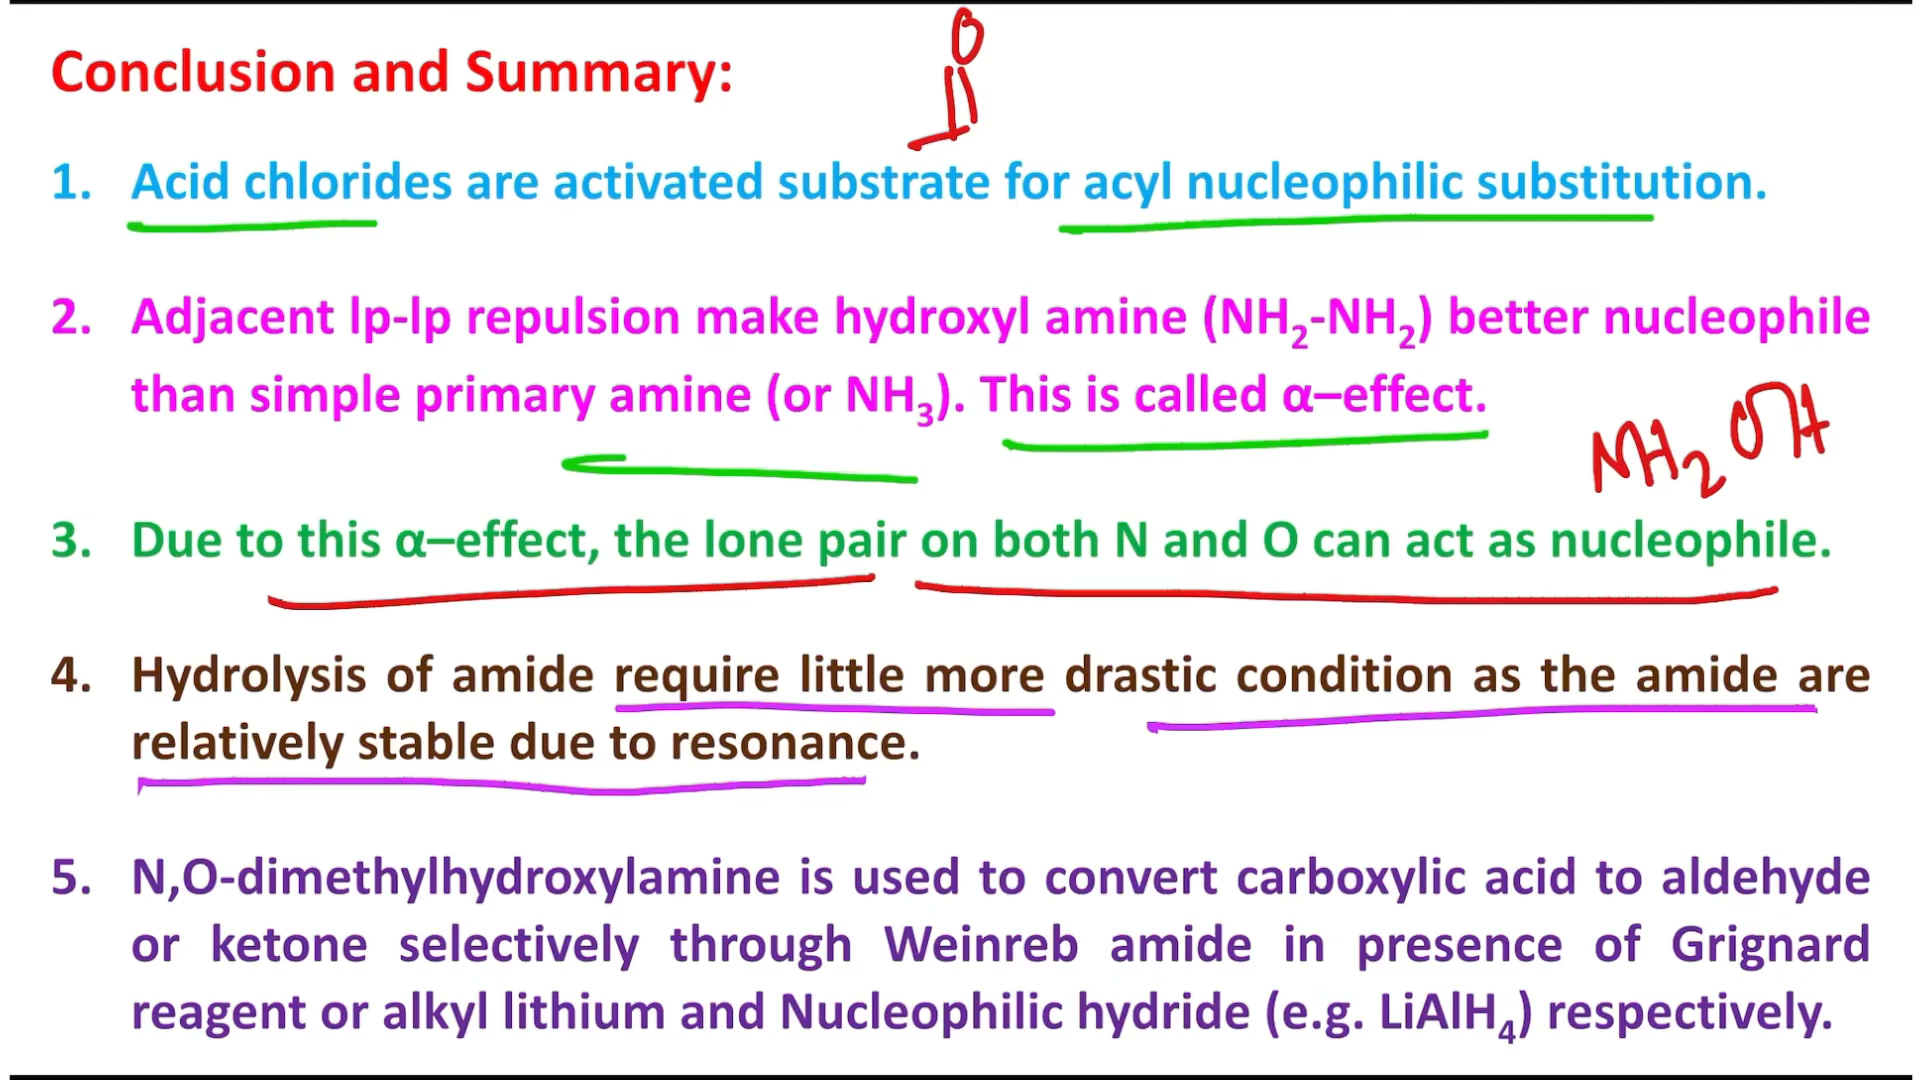 O
Conclusion and Summary:
1. Acid chlorides are activated substrate for acyl nucleophilic substitution.
2. Adjacent lp-lp repulsion make hydroxyl amine (NH₂-NH₂) better nucleophile
than simple primary amine (or NH₃). This is called α–effect.
NH₂OH
3. Due to this α–effect, the lone pair on both N and O can act as nucleophile.
4. Hydrolysis of amide require little more drastic condition as the amide are
relatively stable due to resonance.
5. N,O-dimethylhydroxylamine is used to convert carboxylic acid to aldehyde
or ketone selectively through Weinreb amide in presence of Grignard
reagent or alkyl lithium and Nucleophilic hydride (e.g. LiAlH₄) respectively.